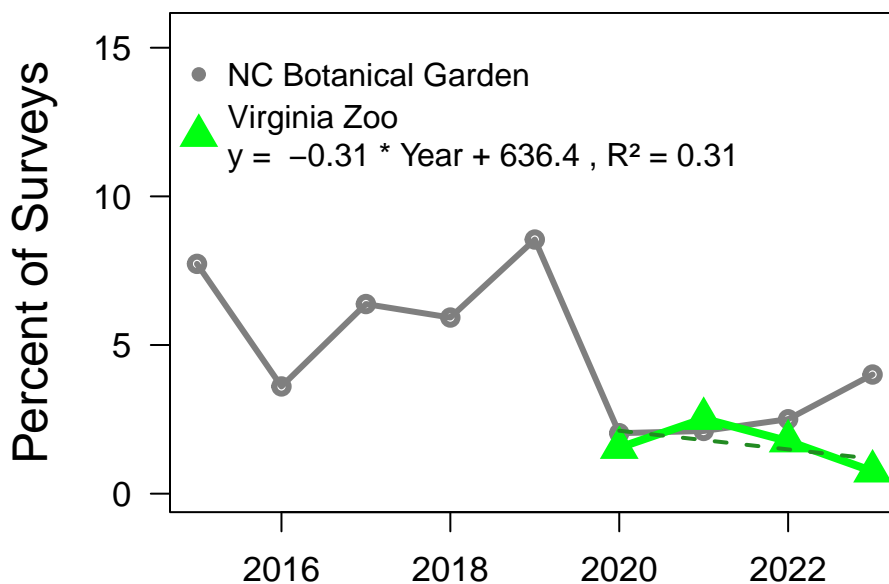 Percent of Surveys
15
10
5
0
NC Botanical Garden
Virginia Zoo
y =  −0.31 * Year + 636.4 , R² = 0.31
2016 2018 2020 2022